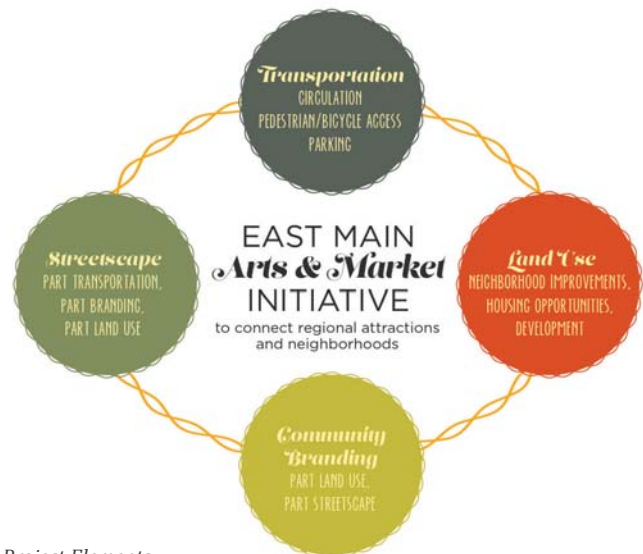 Transportation
CIRCULATION
PEDESTRIAN/BICYCLE ACCESS
PARKING
Streetscape
PART TRANSPORTATION,
PART BRANDING,
PART LAND USE
EAST MAIN
Arts & Market
INITIATIVE
to connect regional attractions
and neighborhoods
Land Use
NEIGHBORHOOD IMPROVEMENTS,
HOUSING OPPORTUNITIES,
DEVELOPMENT
Community
Branding
PART LAND USE,
PART STREETSCAPE
Project Elements